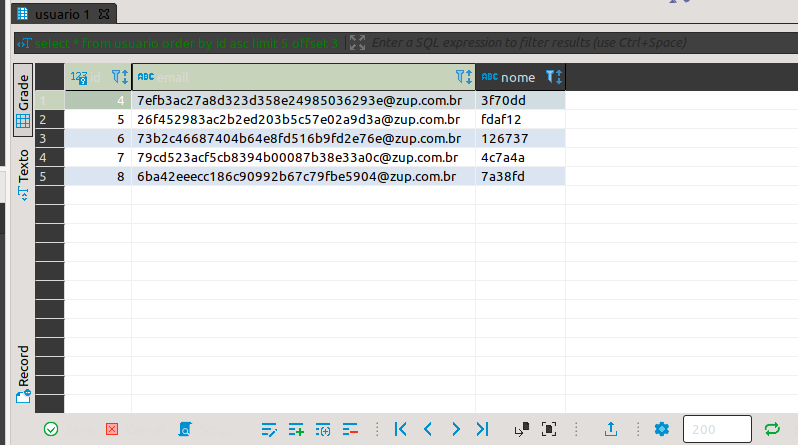 usuario 1
select * from usuario order by id asc limit 5 offset 3 Enter a SQL expression to filter results (use Ctrl+Space)
Grade
Texto
Record
123 id ABC email ABC nome
1 4 7efb3ac27a8d323d358e24985036293e@zup.com.br 3f70dd
2 5 26f452983ac2b2ed203b5c57e02a9d3a@zup.com.br fdaf12
3 6 73b2c46687404b64e8fd516b9fd2e76e@zup.com.br 126737
4 7 79cd523acf5cb8394b00087b38e33a0c@zup.com.br 4c7a4a
5 8 6ba42eeecc186c90992b67c79fbe5904@zup.com.br 7a38fd
200